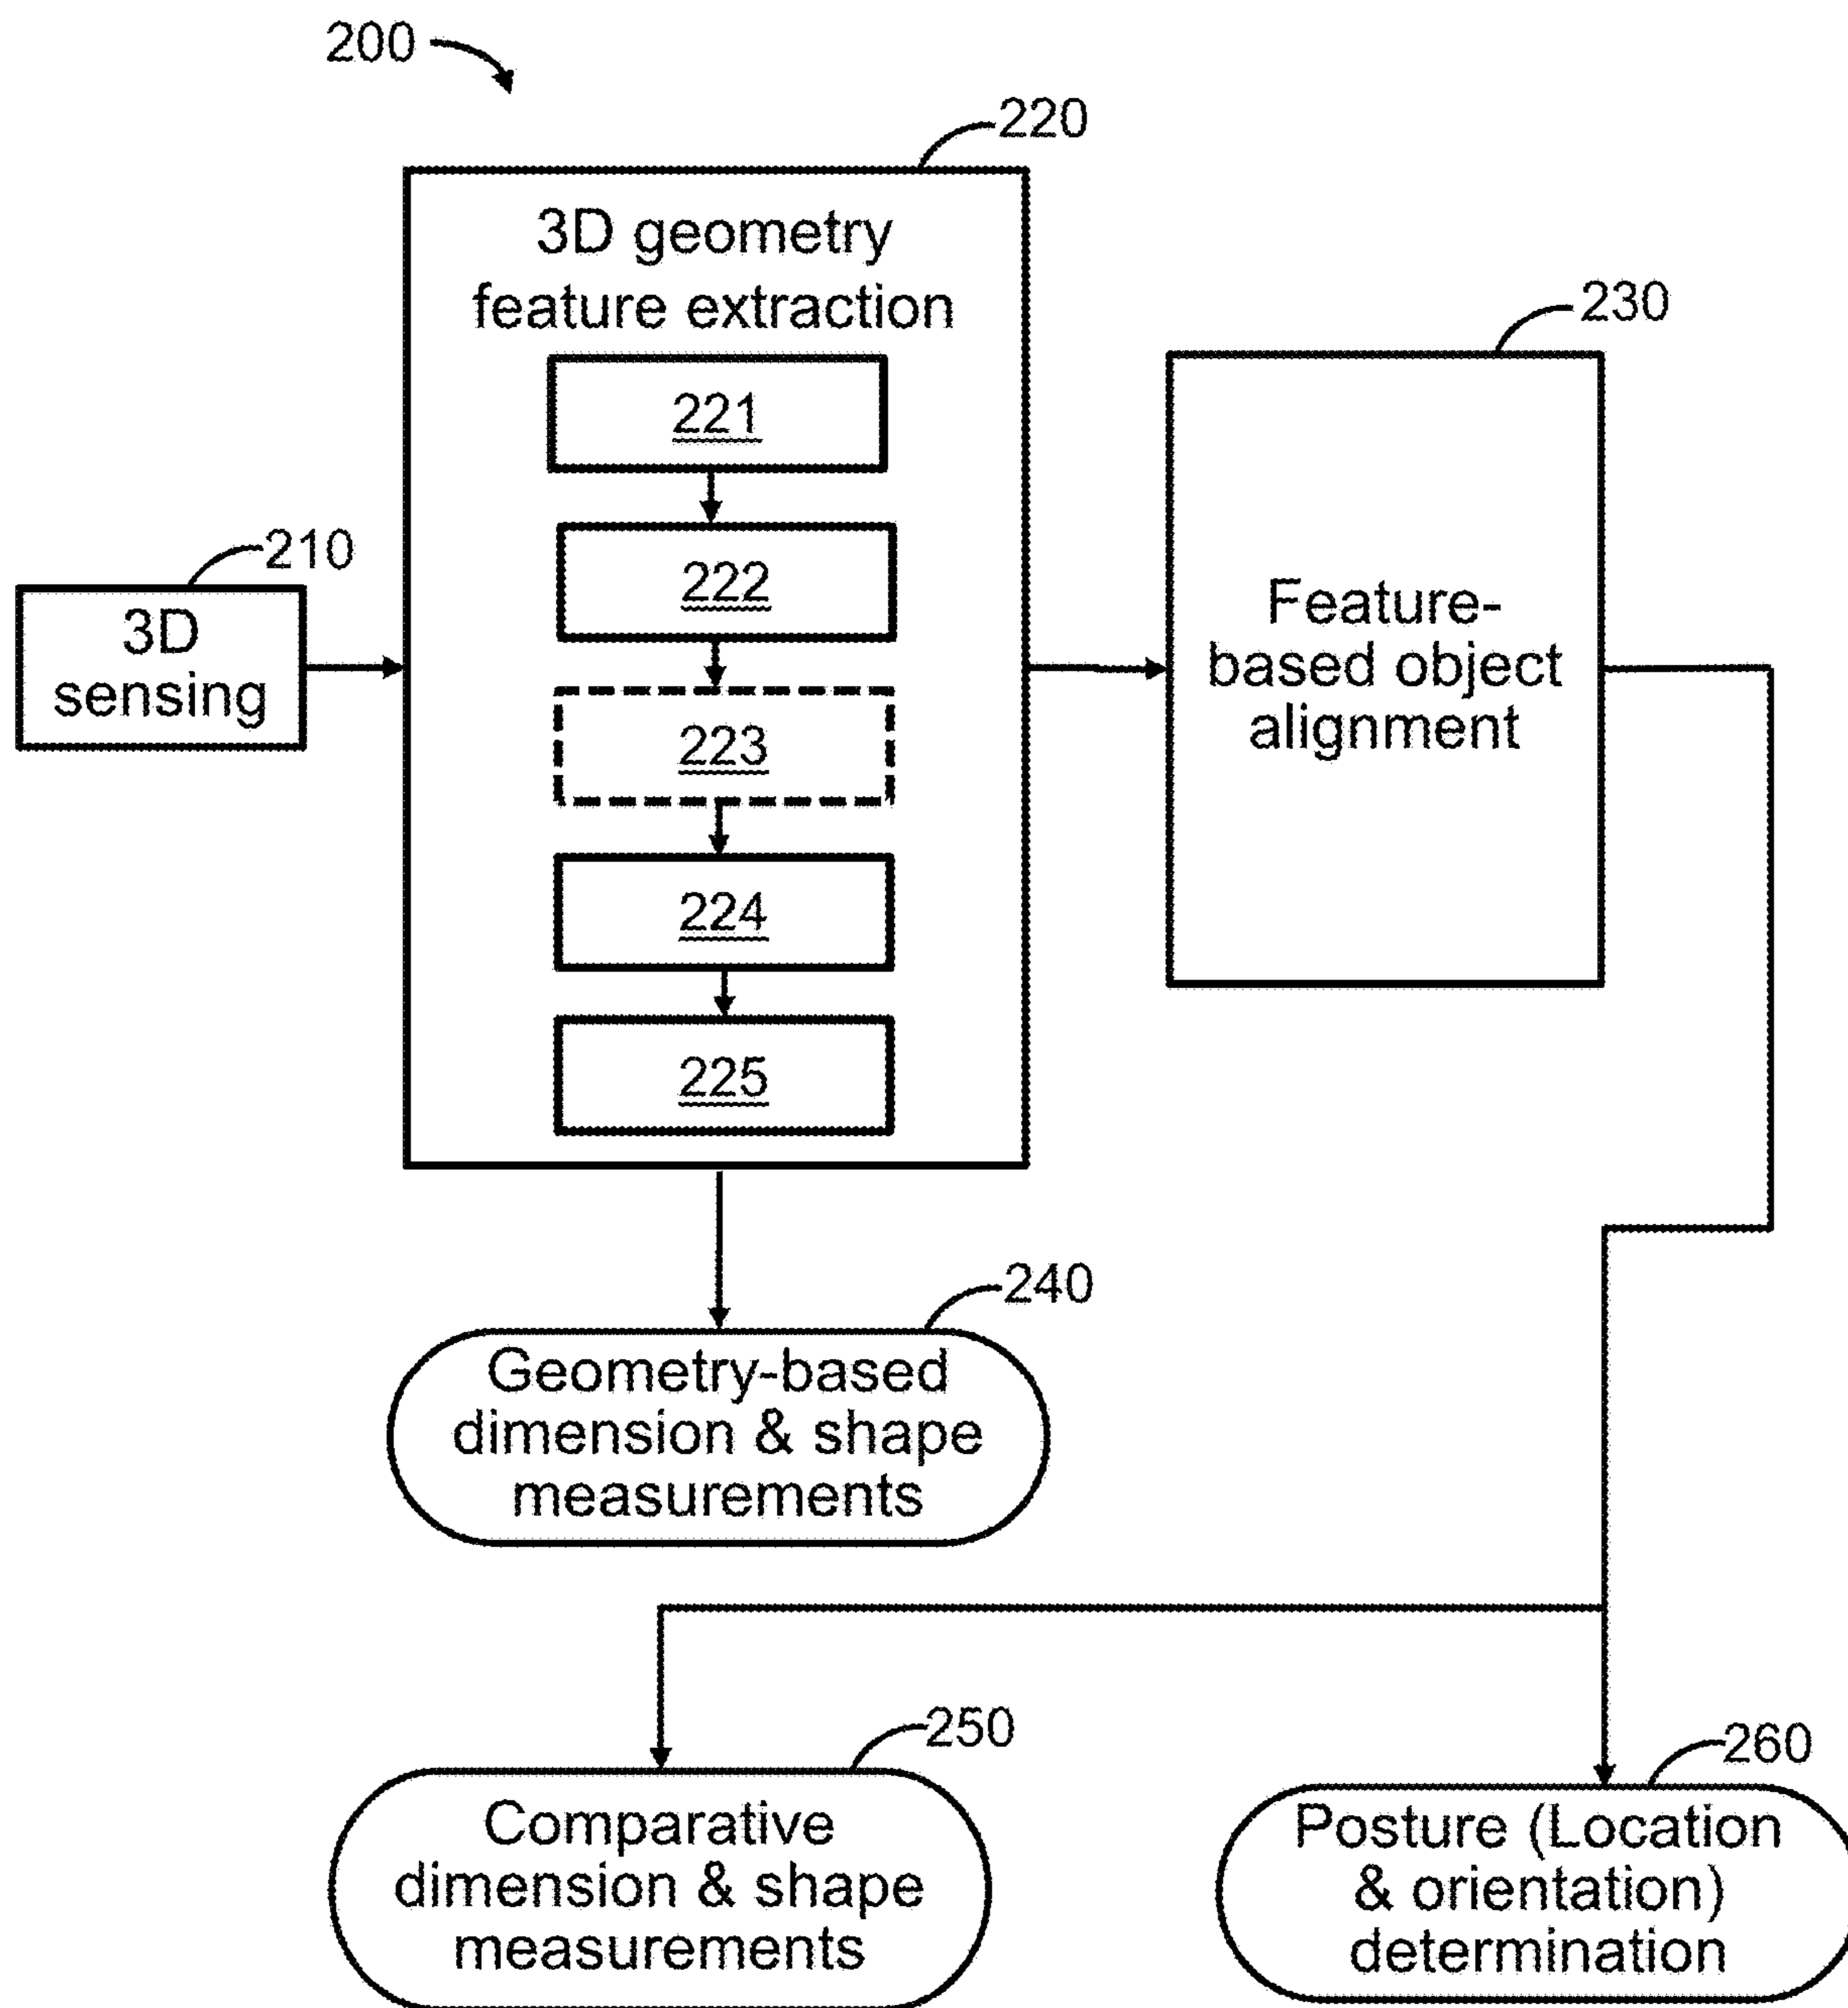 200
220
3D geometry
feature extraction
221
222
223
224
225
210
3D
sensing
230
Feature-
based object
alignment
240
Geometry-based
dimension & shape
measurements
250
Comparative
dimension & shape
measurements
260
Posture (Location
& orientation)
determination